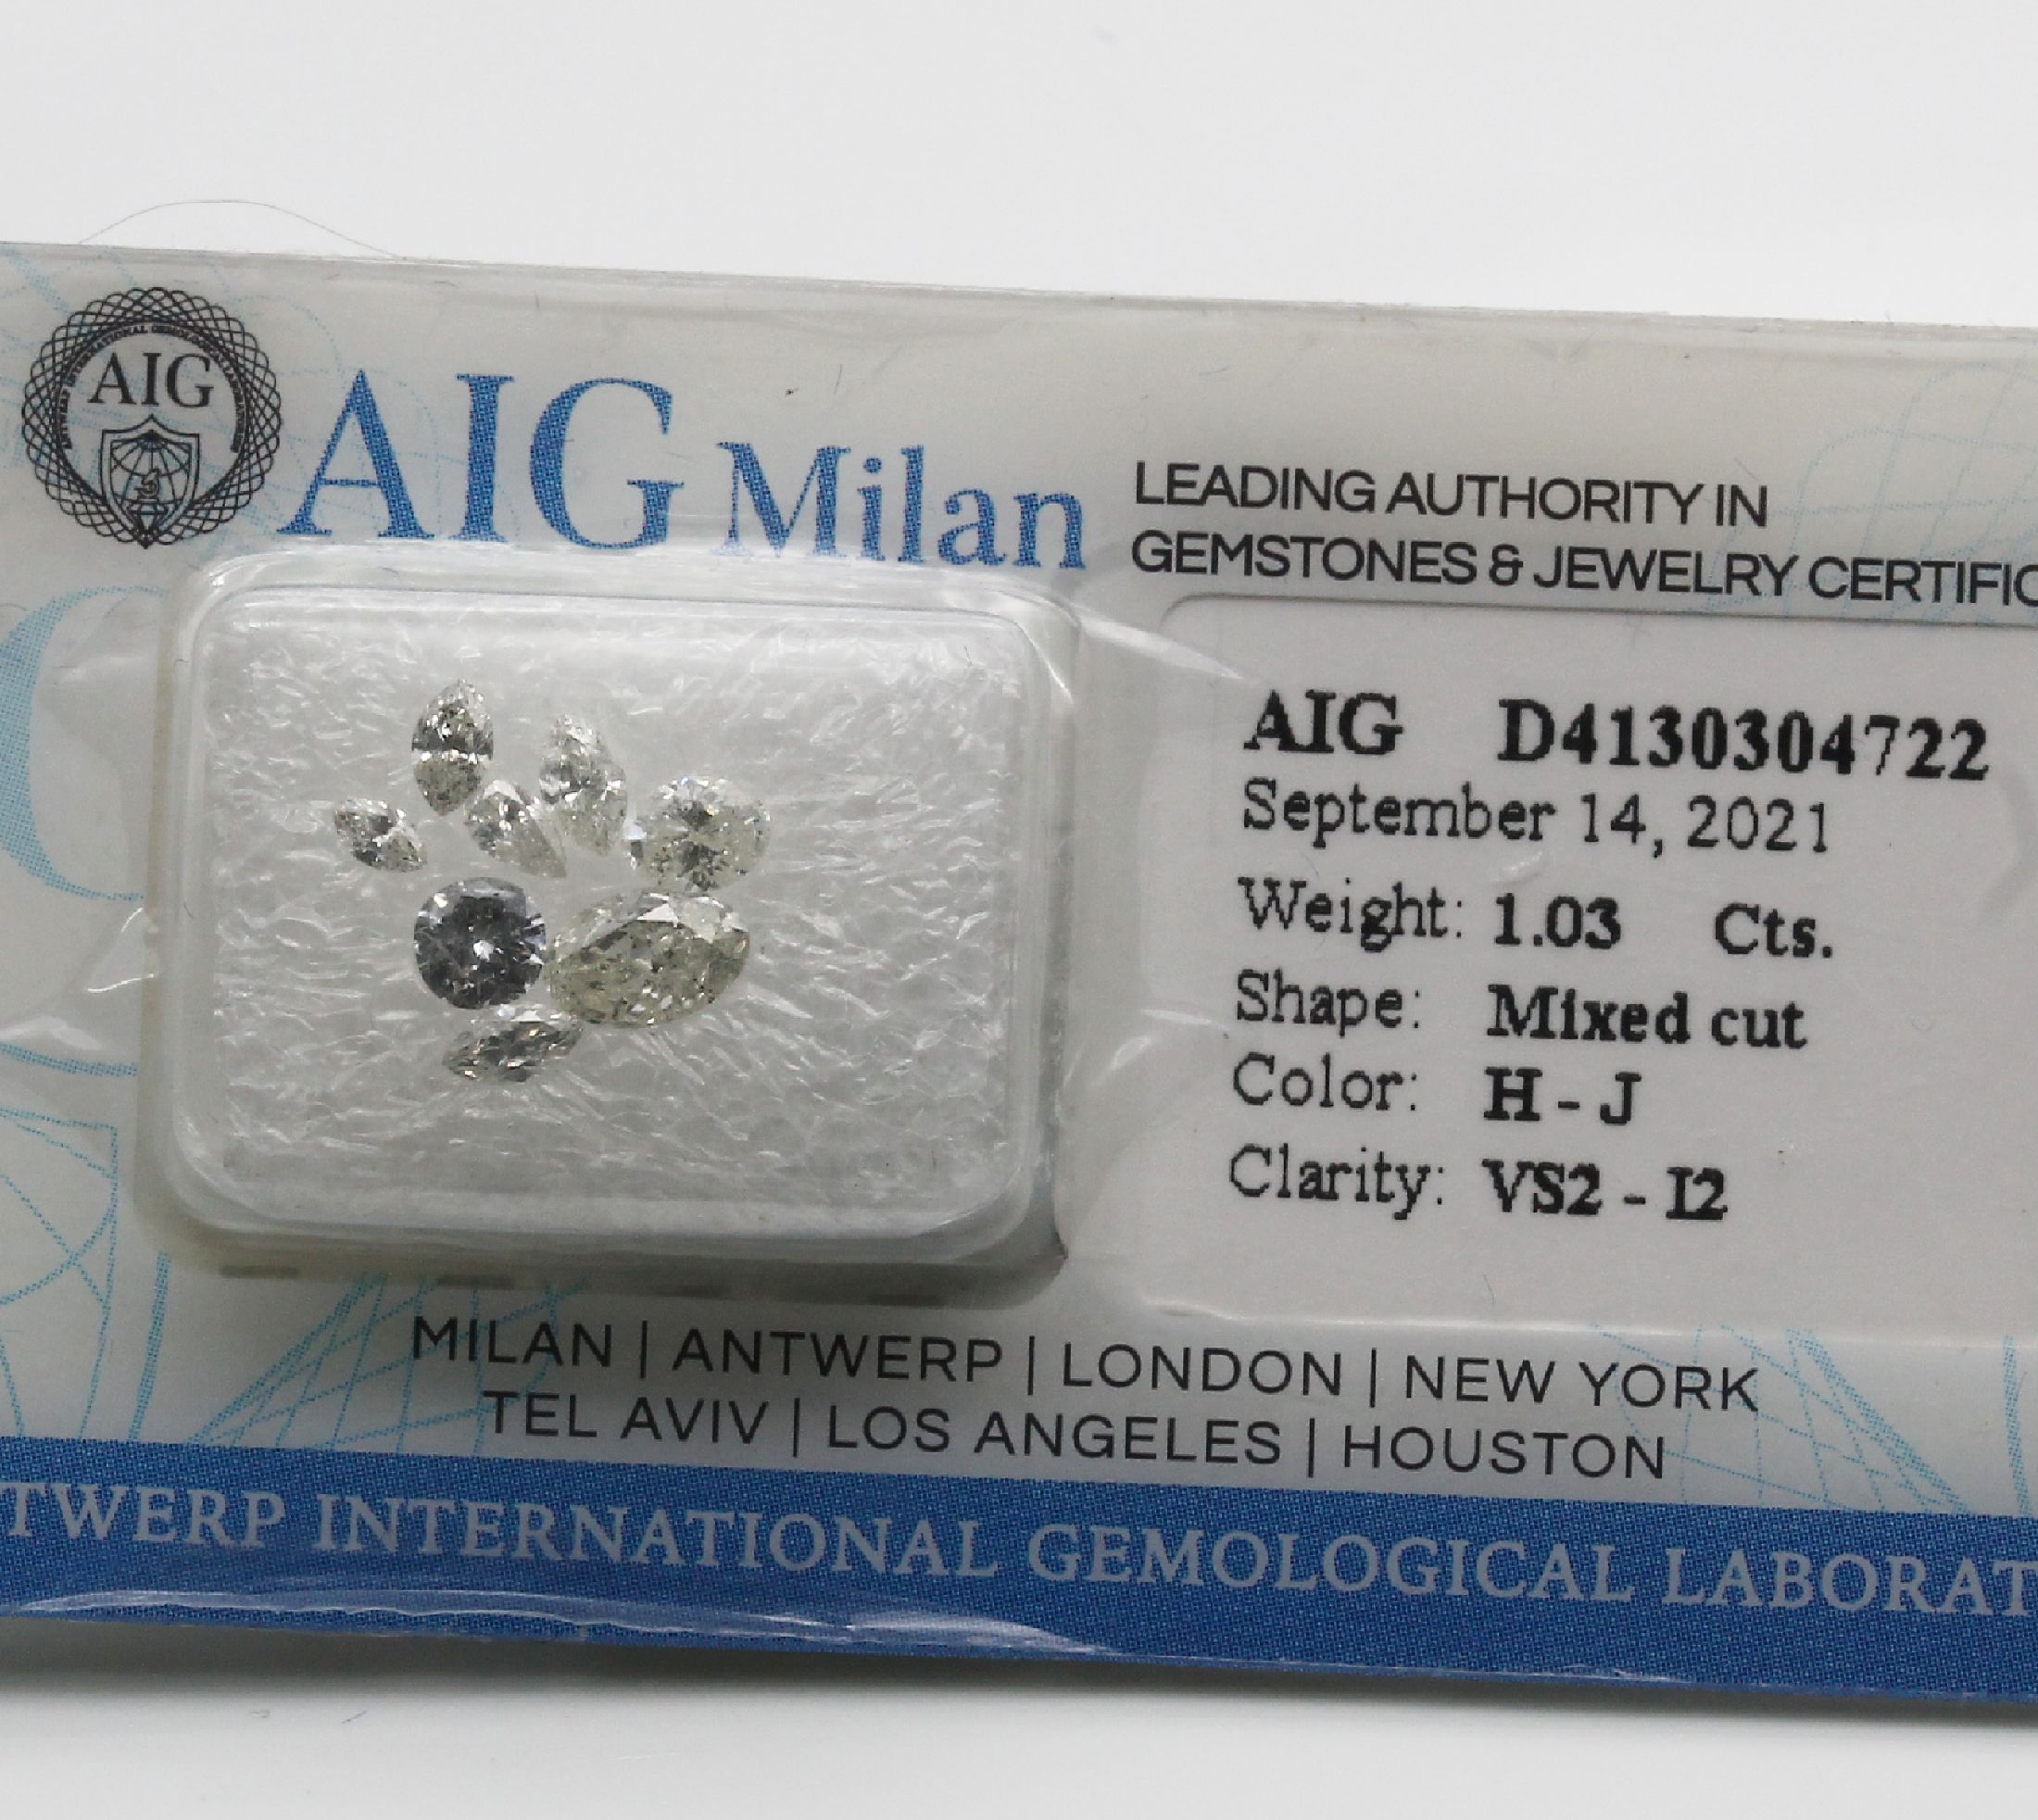 AIG
AIG Milan
LEADING AUTHORITY IN
GEMSTONES & JEWELRY CERTIFIC
AIG D4130304722
September 14, 2021
Weight: 1.03 Cts.
Shape: Mixed cut
Color: H - J
Clarity: VS2 - I2
MILAN | ANTWERP | LONDON | NEW YORK
TEL AVIV | LOS ANGELES | HOUSTON
TWERP INTERNATIONAL GEMOLOGICAL LABORAT